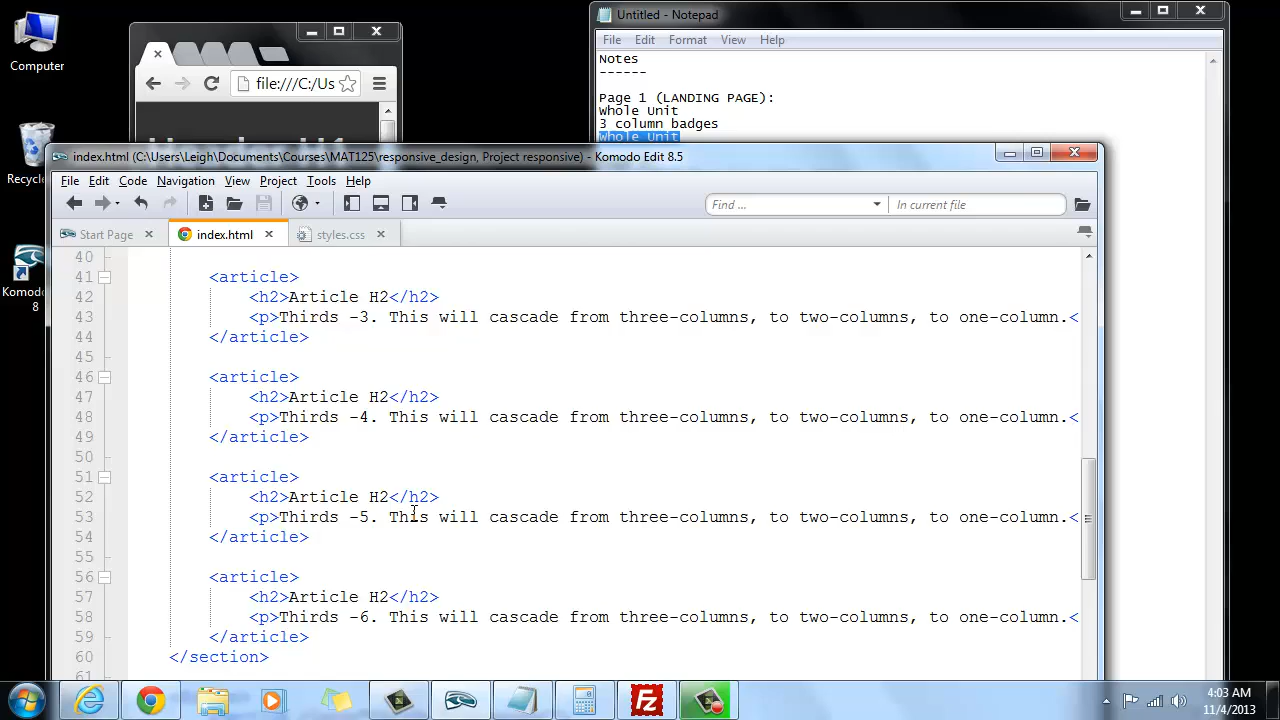 Computer
Recycle
Komodo
8
file:///C:/Us
Untitled - Notepad
File Edit Format View Help
Notes
------
Page 1 (LANDING PAGE):
Whole Unit
3 column badges
Whole Unit
index.html (C:\Users\Leigh\Documents\Courses\MAT125\responsive_design, Project responsive) - Komodo Edit 8.5
File Edit Code Navigation View Project Tools Help
Find ... In current file
Start Page index.html styles.css
40
41 <article>
42 <h2>Article H2</h2>
43 <p>Thirds -3. This will cascade from three-columns, to two-columns, to one-column.<
44 </article>
45
46 <article>
47 <h2>Article H2</h2>
48 <p>Thirds -4. This will cascade from three-columns, to two-columns, to one-column.<
49 </article>
50
51 <article>
52 <h2>Article H2</h2>
53 <p>Thirds -5. This will cascade from three-columns, to two-columns, to one-column.<
54 </article>
55
56 <article>
57 <h2>Article H2</h2>
58 <p>Thirds -6. This will cascade from three-columns, to two-columns, to one-column.<
59 </article>
60 </section>
61
4:03 AM
11/4/2013